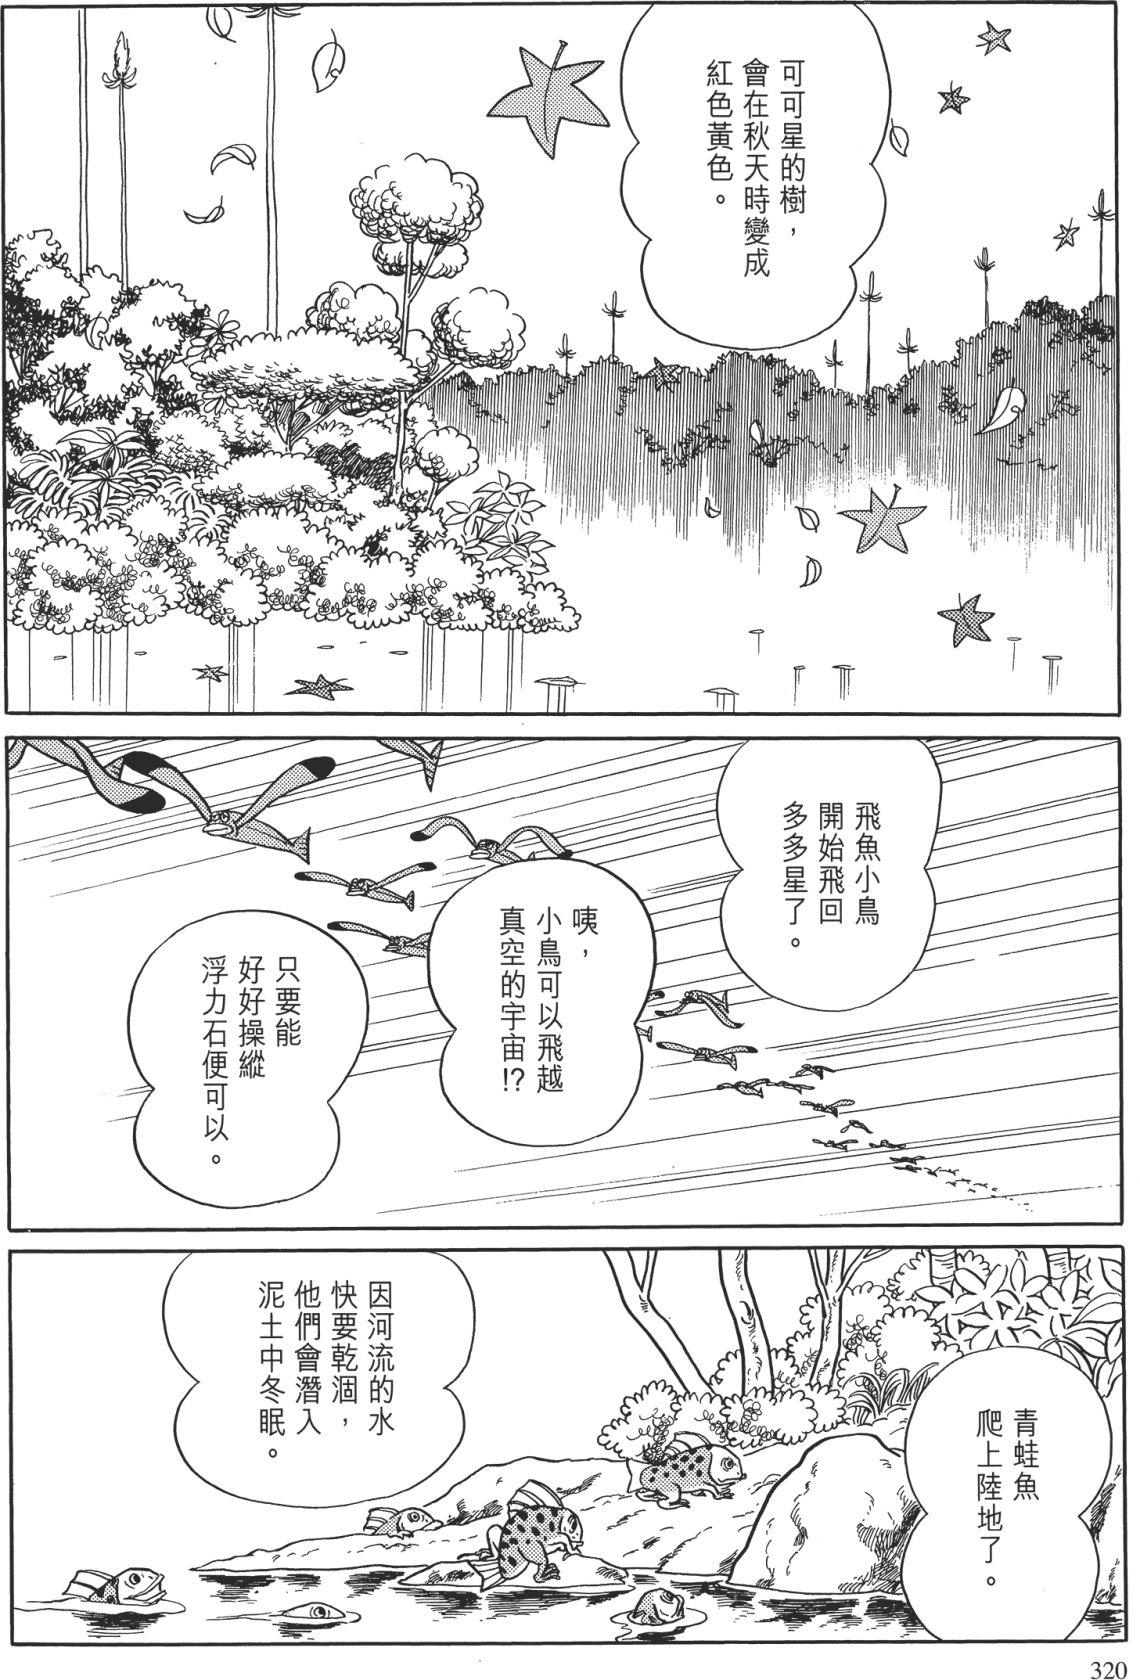 可可星的樹，
會在秋天時變成
紅色黃色。
飛魚小鳥
開始飛回
多多星了。
咦，
小鳥可以飛越
真空的宇宙!?
只要能
好好操縱
浮力石便可以。
青蛙魚
爬上陸地了。
因河流的水
快要乾涸，
他們會潛入
泥土中冬眠。
320